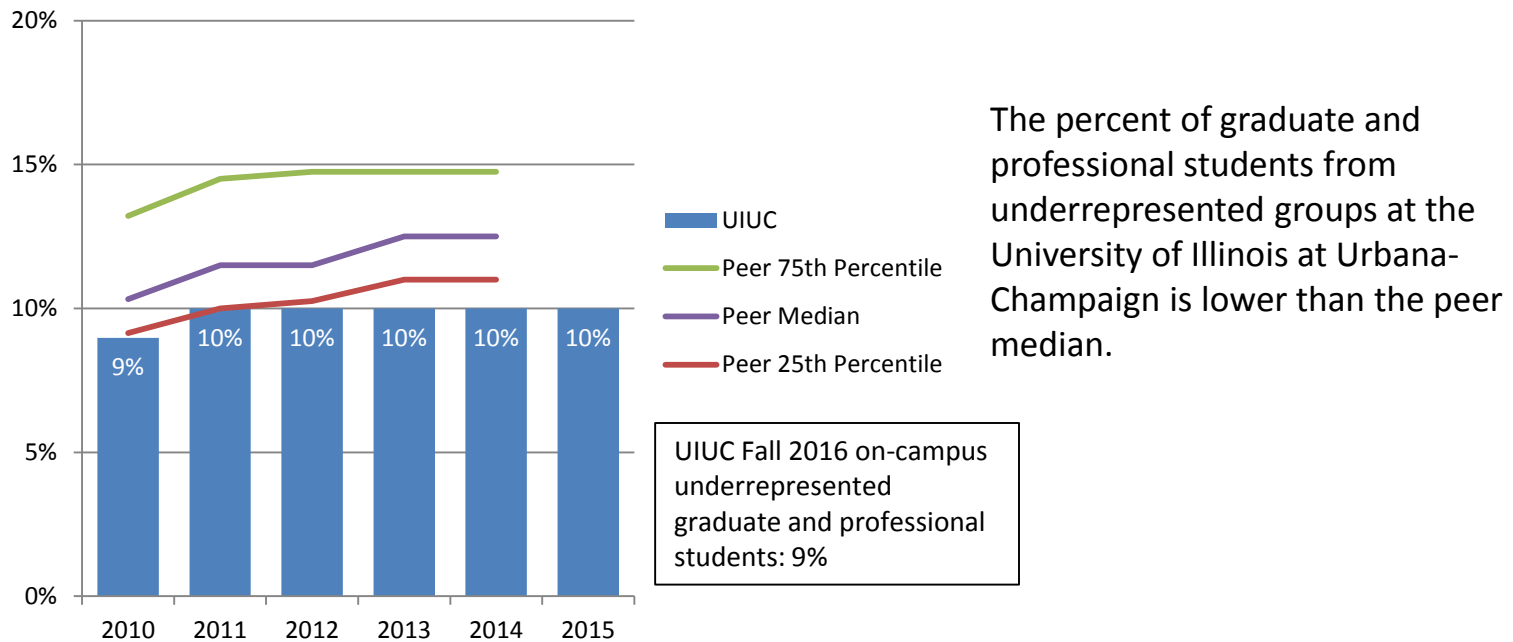 20%
15%
10%
5%
0%
9%
10%
10%
10%
10%
10%
2010
2011
2012
2013
2014
2015
UIUC
Peer 75th Percentile
Peer Median
Peer 25th Percentile
UIUC Fall 2016 on-campus
underrepresented
graduate and professional
students: 9%
The percent of graduate and
professional students from
underrepresented groups at the
University of Illinois at Urbana-
Champaign is lower than the peer
median.